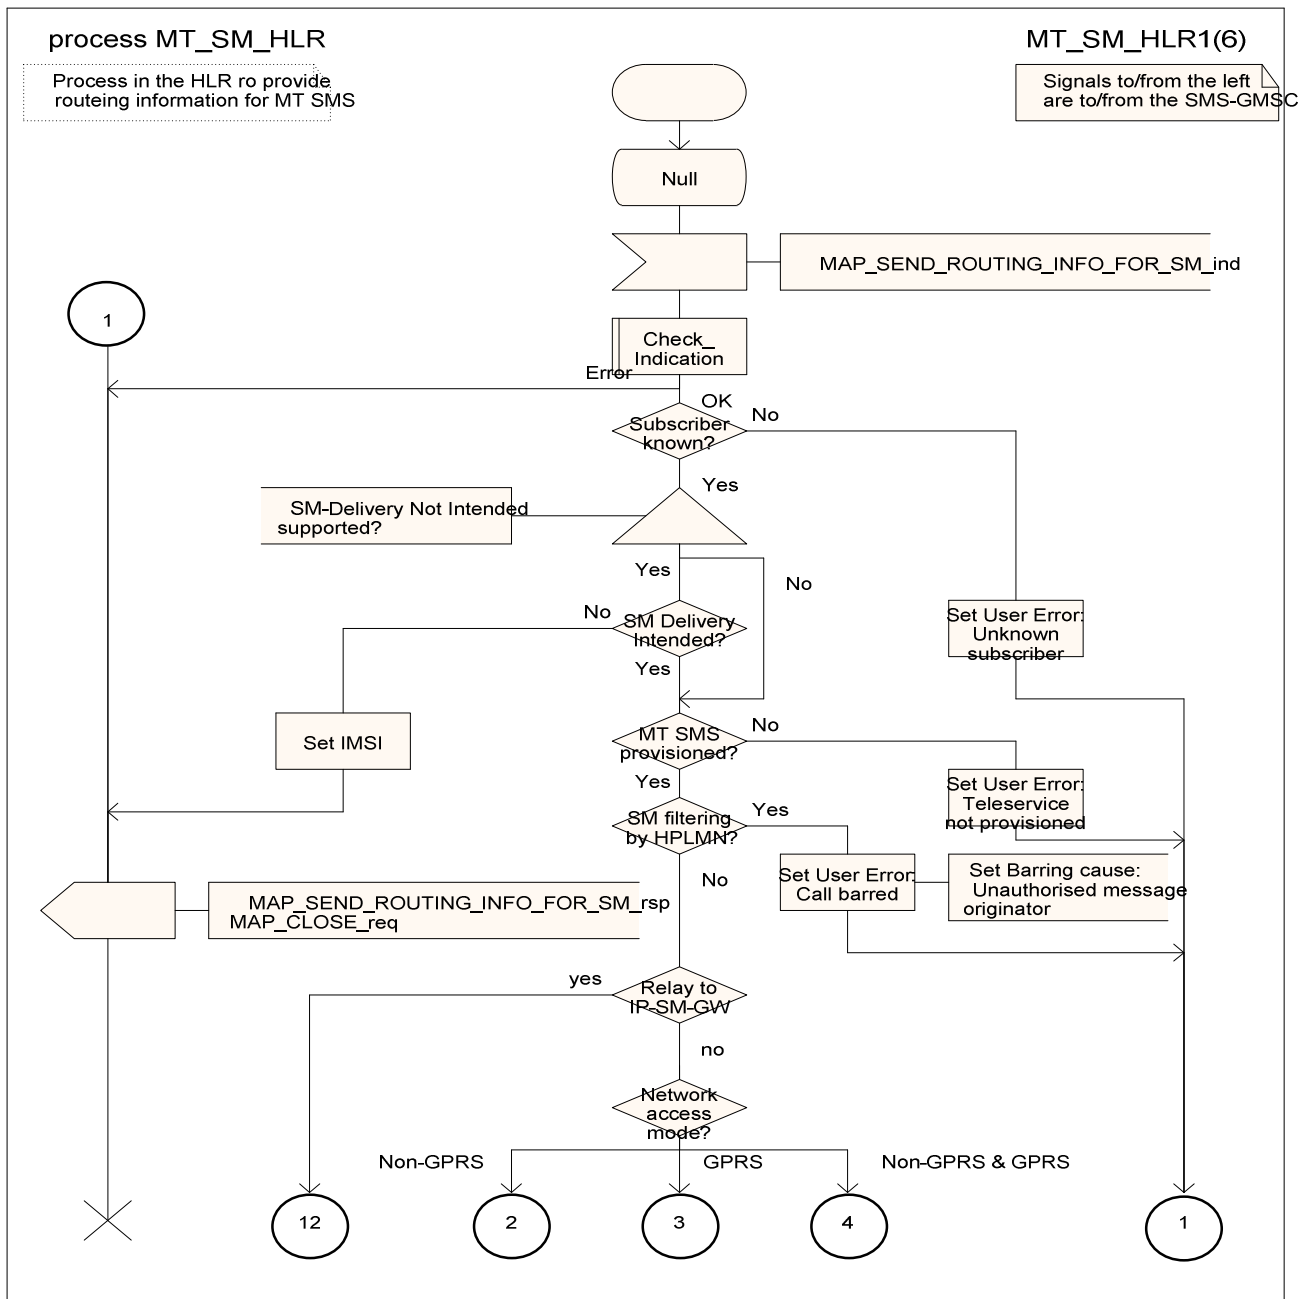 process MT_SM_HLR
MT_SM_HLR1(6)
Process in the HLR ro provide
routeing information for MT SMS
Signals to/from the left
are to/from the SMS-GMSC
Null
MAP_SEND_ROUTING_INFO_FOR_SM_ind
1
Check_
Indication
Error
OK
No
Subscriber
known?
Yes
SM-Delivery Not Intended
supported?
Yes
No
No
SM Delivery
Intended?
Set User Error:
Unknown
subscriber
Yes
No
MT SMS
provisioned?
Set IMSI
Yes
Set User Error:
Teleservice
not provisioned
Yes
SM filtering
by HPLMN?
No
Set User Error:
Call barred
Set Barring cause:
Unauthorised message
originator
MAP_SEND_ROUTING_INFO_FOR_SM_rsp
MAP_CLOSE_req
yes
Relay to
IP-SM-GW
no
Network
access
mode?
Non-GPRS
GPRS
Non-GPRS & GPRS
12
2
3
4
1